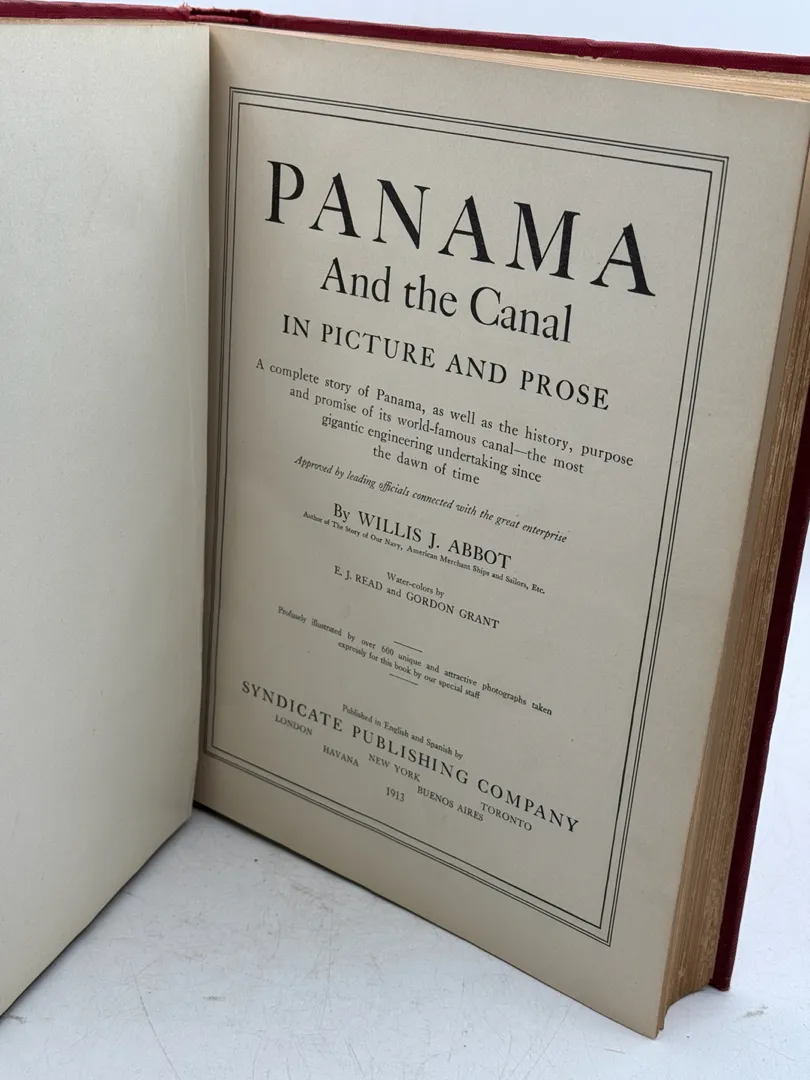 PANAMA
And the Canal
IN PICTURE AND PROSE
A complete story of Panama, as well as the history, purpose
and promise of its world-famous canal—the most
gigantic engineering undertaking since
the dawn of time
Approved by leading officials connected with the great enterprise
By WILLIS J. ABBOT
Author of The Story of Our Navy, American Merchant Ships and Sailors, Etc.
Water-colors by
E. J. READ and GORDON GRANT
Profusely illustrated by over 600 unique and attractive photographs taken
expressly for this book by our special staff
Published in English and Spanish by
SYNDICATE PUBLISHING COMPANY
LONDON NEW YORK TORONTO
HAVANA BUENOS AIRES
1913